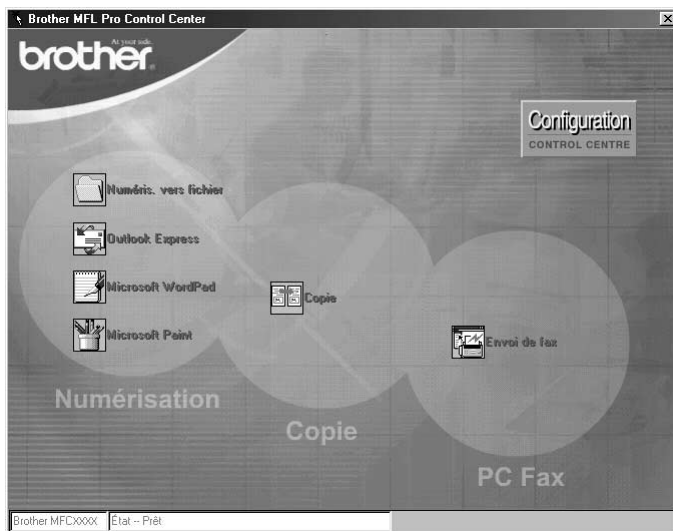 Brother MFL Pro Control Center
At your side.
brother®
Configuration
CONTROL CENTRE
Numéris. vers fichier
Outlook Express
Microsoft WordPad
Microsoft Paint
Numérisation
Copie
Copie
Envoi de fax
PC Fax
Brother MFCXXXX
État -- Prêt